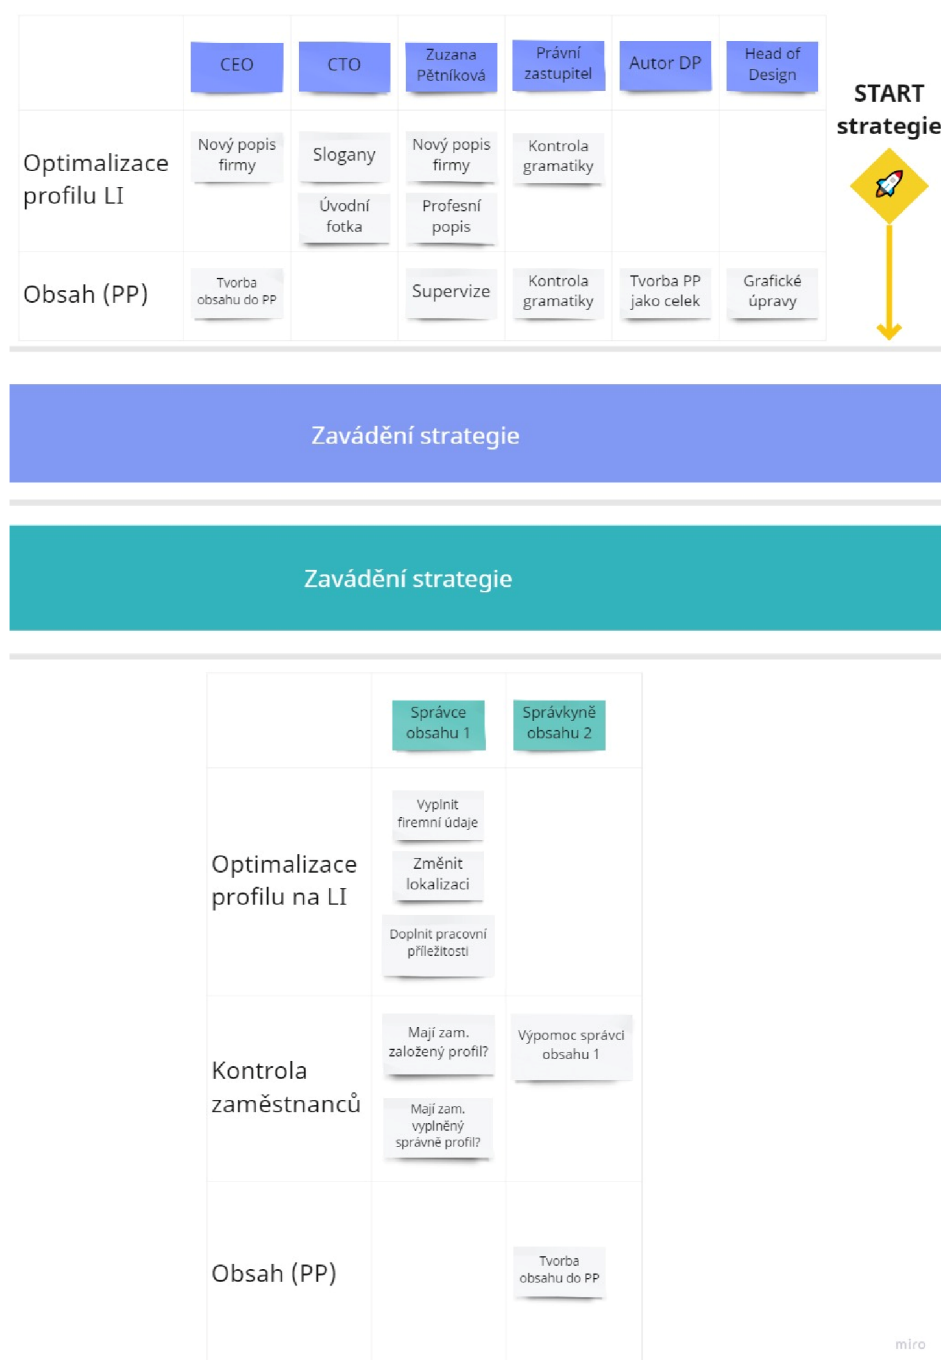 CEO
CTO
Zuzana
Pětníková
Právní
zastupitel
Autor DP
Head of
Design
START
strategie
Optimalizace
profilu LI
Nový popis
firmy
Slogany
Úvodní
fotka
Nový popis
firmy
Profesní
popis
Kontrola
gramatiky
Obsah (PP)
Tvorba
obsahu do PP
Supervize
Kontrola
gramatiky
Tvorba PP
jako celek
Grafické
úpravy
Zavádění strategie
Zavádění strategie
Správce
obsahu 1
Správkyně
obsahu 2
Optimalizace
profilu na LI
Vyplnit
firemní údaje
Změnit
lokalizaci
Doplnit pracovní
příležitosti
Kontrola
zaměstnanců
Mají zam.
založený profil?
Mají zam.
vyplněný
správně profil?
Výpomoc správci
obsahu 1
Obsah (PP)
Tvorba
obsahu do PP
miro